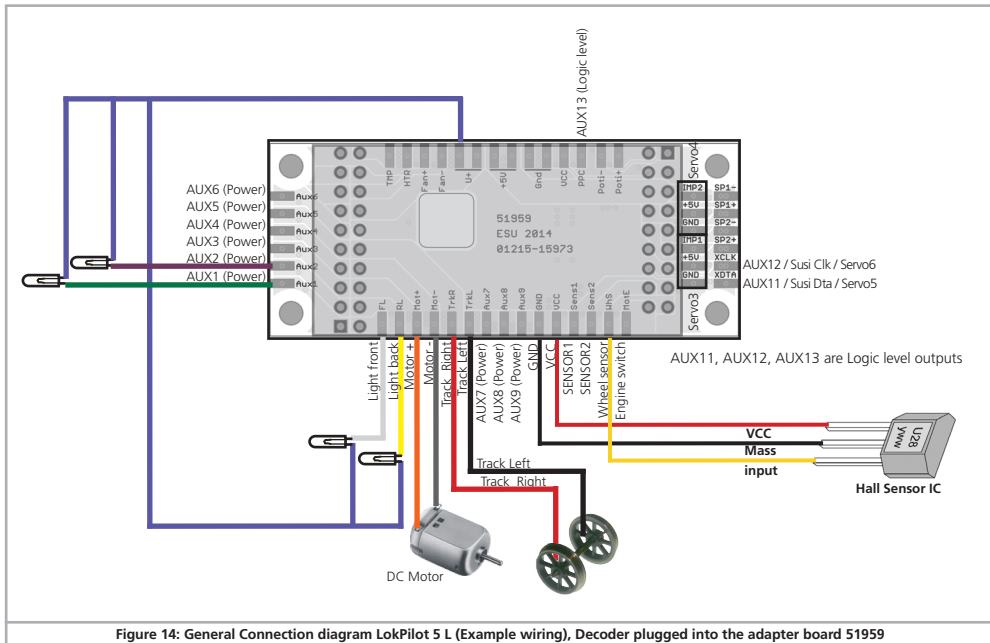 AUX13 (Logic level)
TMP
HTR
Fan+
Fan-
U+
+5V
Gnd
VCC
PPC
Poti-
Poti+
Servo4
AUX6 (Power)
AUX5 (Power)
AUX4 (Power)
AUX3 (Power)
AUX2 (Power)
AUX1 (Power)
Aux6
Aux5
Aux4
Aux3
Aux2
Aux1
51959
ESU 2014
01215-15973
IMP2
+5V
GND
IMP1
+5V
GND
SP1-
SP1+
SP2-
SP2+
XCLK
XDTA
AUX12 / Susi Clk / Servo6
AUX11 / Susi Dta / Servo5
Servo3
FL
RL
Mot+
Mot-
TrkR
TrkL
Aux7
Aux8
Aux9
GND
VCC
Sens1
Sens2
WhS
MotE
Light front
Light back
Motor +
Motor -
Track Right
Track Left
AUX7 (Power)
AUX8 (Power)
AUX9 (Power)
GND
VCC
SENSOR1
SENSOR2
Wheel sensor
Engine switch
AUX11, AUX12, AUX13 are Logic level outputs
VCC
Mass
input
U28
yww
Hall Sensor IC
Track Left
Track Right
DC Motor
Figure 14: General Connection diagram LokPilot 5 L (Example wiring), Decoder plugged into the adapter board 51959